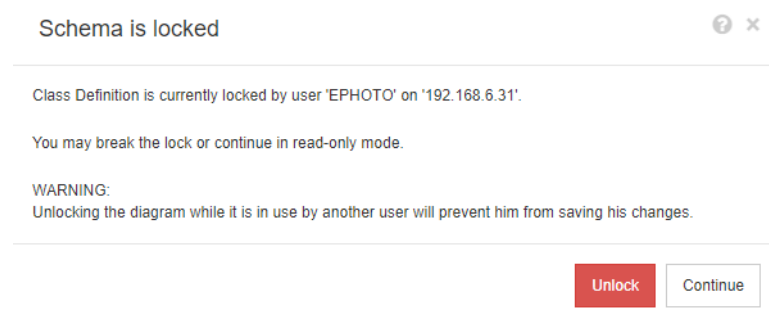 Schema is locked
Class Definition is currently locked by user 'EPHOTO' on '192.168.6.31'.
You may break the lock or continue in read-only mode.
WARNING:
Unlocking the diagram while it is in use by another user will prevent him from saving his changes.
Unlock
Continue